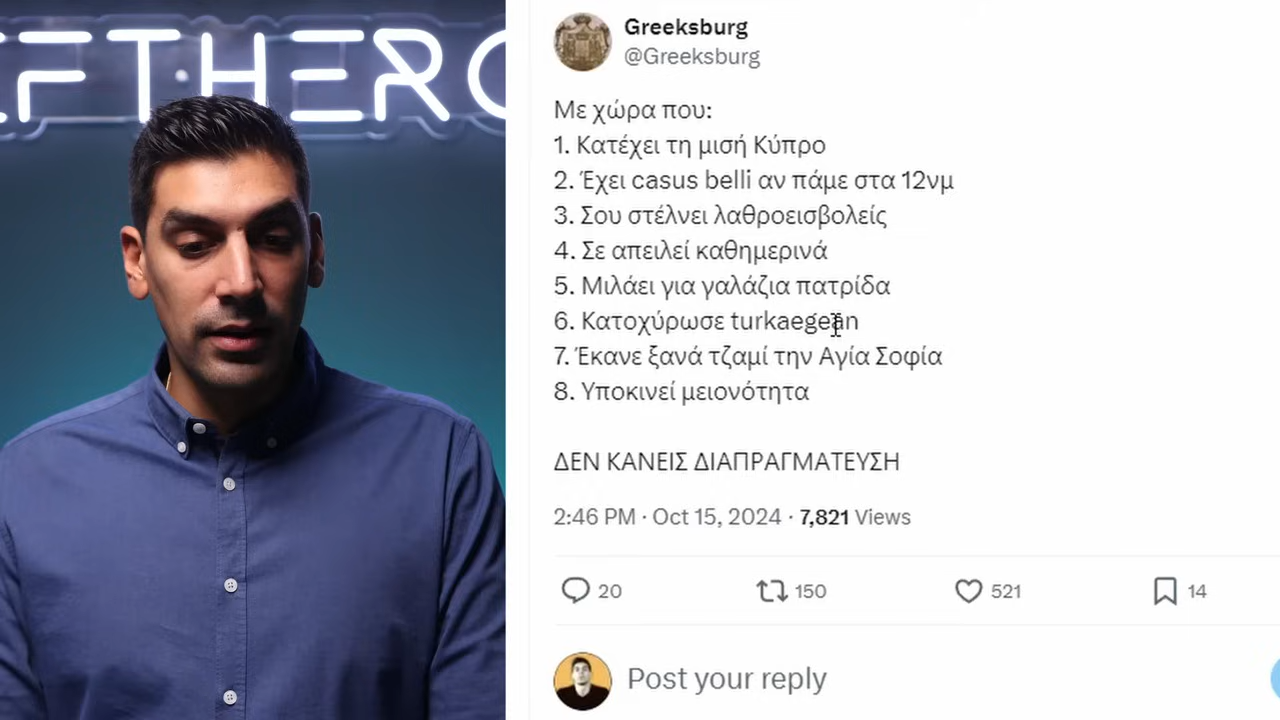 FTHERO
Greeksburg
@Greeksburg
Με χώρα που:
1. Κατέχει τη μισή Κύπρο
2. Έχει casus belli αν πάμε στα 12νμ
3. Σου στέλνει λαθροεισβολείς
4. Σε απειλεί καθημερινά
5. Μιλάει για γαλάζια πατρίδα
6. Κατοχύρωσε turkaegean
7. Έκανε ξανά τζαμί την Αγία Σοφία
8. Υποκινεί μειονότητα
ΔΕΝ ΚΑΝΕΙΣ ΔΙΑΠΡΑΓΜΑΤΕΥΣΗ
2:46 PM · Oct 15, 2024 · 7,821 Views
20 150 521 14
Post your reply